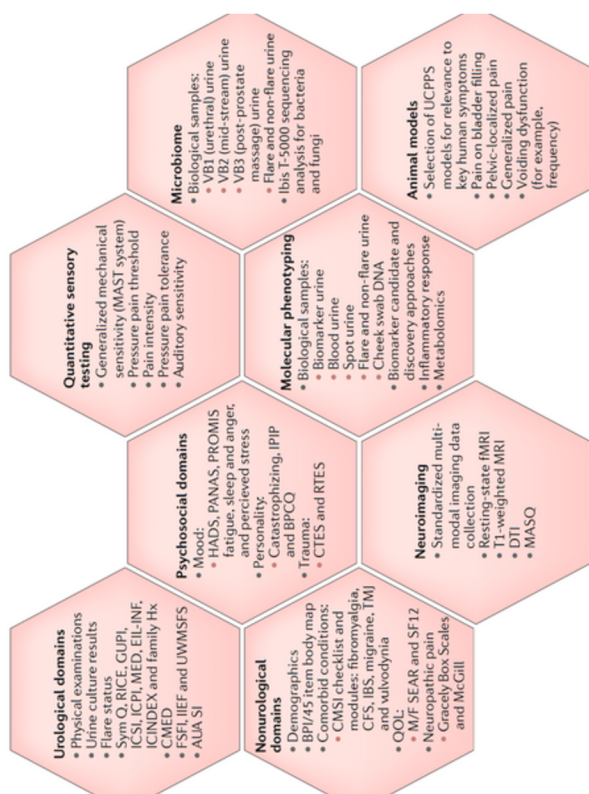 Urological domains
• Physical examinations
• Urine culture results
• Flare status
• Sym Q, RICE, GUPI,
ICSI, ICPI, MED, EIL-INF,
ICINDEX and family Hx
• CMED
• FSFI, IIEF and UWMSFS
• AUA SI
Psychosocial domains
• Mood:
• HADS, PANAS, PROMIS
fatigue, sleep and anger,
and percieved stress
• Personality:
• Catastrophizing, IPIP
and BPCQ
• Trauma:
• CTES and RTES
Quantitative sensory
testing
• Generalized mechanical
sensitivity (MAST system)
• Pressure pain threshold
• Pain intensity
• Pressure pain tolerance
• Auditory sensitivity
Microbiome
• Biological samples:
• VB1 (urethral) urine
• VB2 (mid-stream) urine
• VB3 (post-prostate
massage) urine
• Flare and non-flare urine
• Ibis T-5000 sequencing
analysis for bacteria
and fungi
Nonurological
domains
• Demographics
• BPI/45 item body map
• Comorbid conditions:
• CMSI checklist and
modules: fibromyalgia,
CFS, IBS, migraine, TMJ
and vulvodynia
• QOL:
• M/F SEAR and SF12
• Neuropathic pain
• Gracely Box Scales
and McGill
Neuroimaging
• Standardized multi-
modal imaging data
collection
• Resting-state fMRI
• T1-weighted MRI
• DTI
• MASQ
Molecular phenotyping
• Biological samples:
• Biomarker urine
• Blood urine
• Spot urine
• Flare and non-flare urine
• Cheek swab DNA
• Biomarker candidate and
discovery approaches
• Inflammatory response
• Metabolomics
Animal models
• Selection of UCPPS
models for relevance to
key human symptoms
• Pain on bladder filling
• Pelvic-localized pain
• Generalized pain
• Voiding dysfunction
(for example,
frequency)